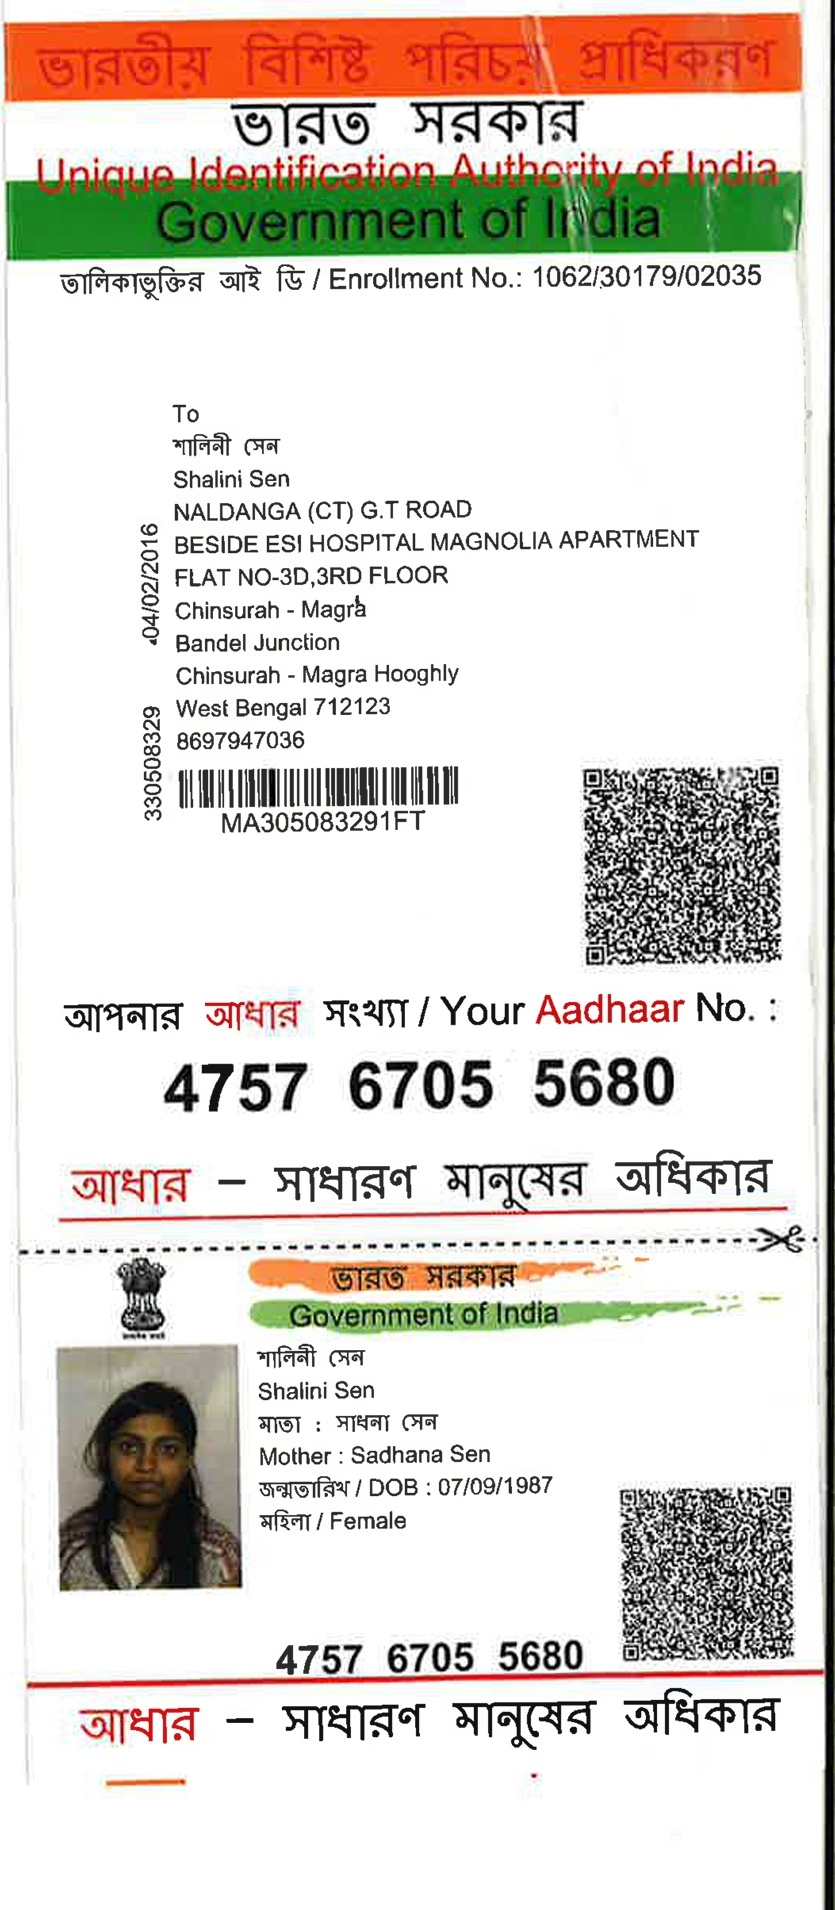 ভারতীয় বিশিষ্ট পরিচয় প্রাধিকরণ
ভারত সরকার
Unique Identification Authority of India
Government of India
তালিকাভুক্তির আই ডি / Enrollment No.: 1062/30179/02035
To
শালিনী সেন
Shalini Sen
NALDANGA (CT) G.T ROAD
BESIDE ESI HOSPITAL MAGNOLIA APARTMENT
FLAT NO-3D,3RD FLOOR
Chinsurah - Magra
Bandel Junction
Chinsurah - Magra Hooghly
West Bengal 712123
8697947036
04/02/2016
330508329
MA305083291FT
আপনার আধার সংখ্যা / Your Aadhaar No. :
4757 6705 5680
আধার – সাধারণ মানুষের অধিকার
ভারত সরকার
Government of India
শালিনী সেন
Shalini Sen
মাতা : সাধনা সেন
Mother : Sadhana Sen
জন্মতারিখ / DOB : 07/09/1987
মহিলা / Female
4757 6705 5680
আধার – সাধারণ মানুষের অধিকার